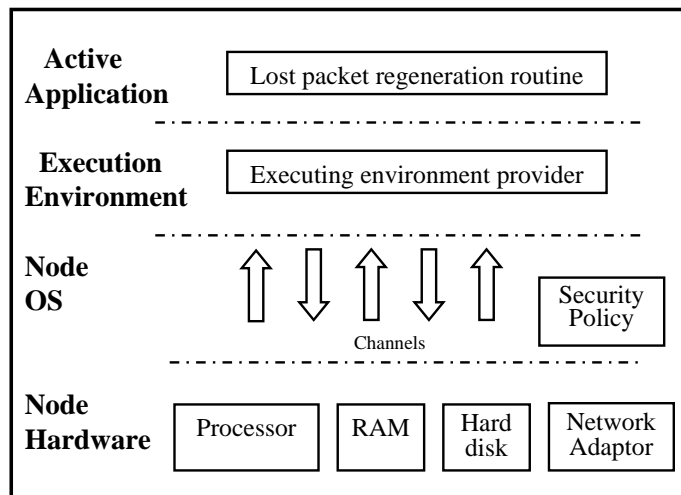 Active
Application
Lost packet regeneration routine
Execution
Environment
Executing environment provider
Node
OS
Channels
Security
Policy
Node
Hardware
Processor
RAM
Hard
disk
Network
Adaptor